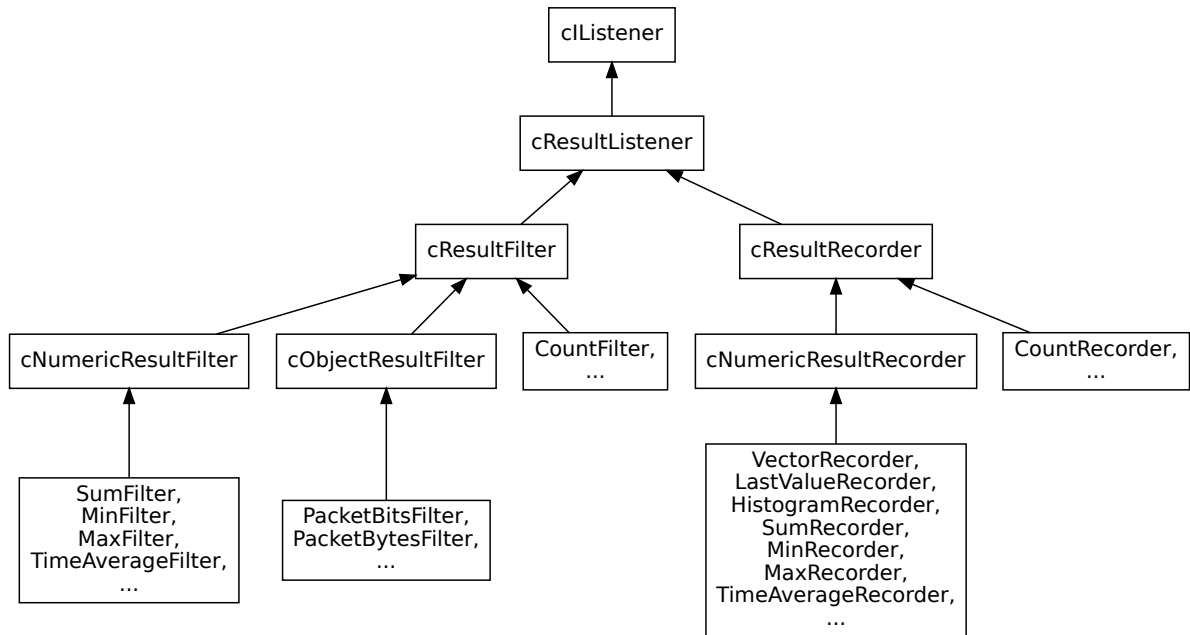 cIListener
cResultListener
cResultFilter
cResultRecorder
cNumericResultFilter
cObjectResultFilter
CountFilter,
...
cNumericResultRecorder
CountRecorder,
...
SumFilter,
MinFilter,
MaxFilter,
TimeAverageFilter,
...
PacketBitsFilter,
PacketBytesFilter,
...
VectorRecorder,
LastValueRecorder,
HistogramRecorder,
SumRecorder,
MinRecorder,
MaxRecorder,
TimeAverageRecorder,
...